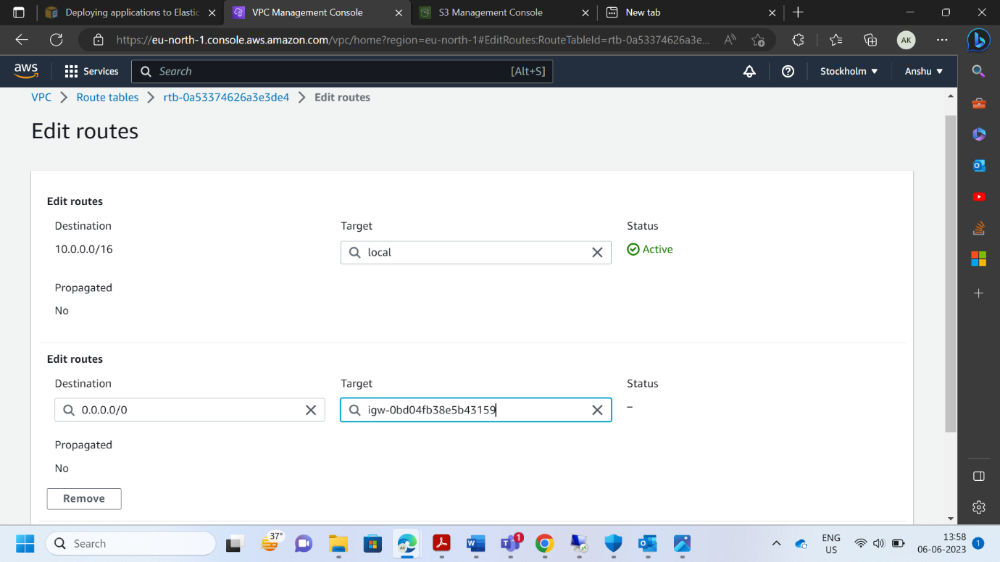 Deploying applications to Elastic
VPC Management Console
S3 Management Console
New tab
https://eu-north-1.console.aws.amazon.com/vpc/home?region=eu-north-1#EditRoutes:RouteTableId=rtb-0a53374626a3e...
AK
aws
Services
Search
[Alt+S]
Stockholm
Anshu
VPC
Route tables
rtb-0a53374626a3e3de4
Edit routes
Edit routes
Edit routes
Destination
Target
Status
10.0.0.0/16
local
Active
Propagated
No
Edit routes
Destination
Target
Status
0.0.0.0/0
igw-0bd04fb38e5b43159
–
Propagated
No
Remove
Search
37°
1
ENG
US
13:58
06-06-2023
1